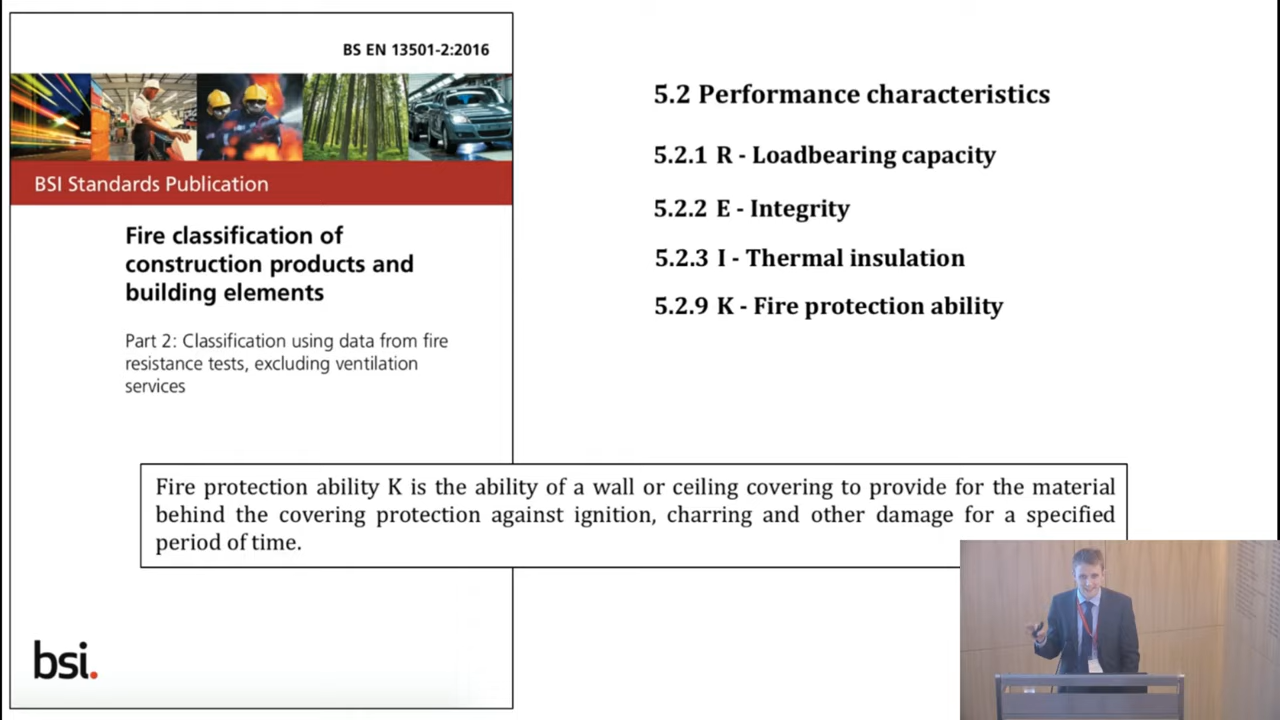 BS EN 13501-2:2016
BSI Standards Publication
Fire classification of
construction products and
building elements
Part 2: Classification using data from fire
resistance tests, excluding ventilation
services
bsi.
5.2 Performance characteristics
5.2.1 R - Loadbearing capacity
5.2.2 E - Integrity
5.2.3 I - Thermal insulation
5.2.9 K - Fire protection ability
Fire protection ability K is the ability of a wall or ceiling covering to provide for the material
behind the covering protection against ignition, charring and other damage for a specified
period of time.